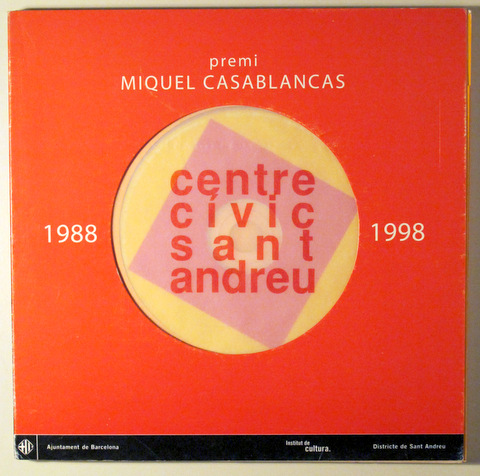 premi
MIQUEL CASABLANCAS
centre
cívic
sant
andreu
1988
1998
Ajuntament de Barcelona
Institut de
cultura.
Districte de Sant Andreu